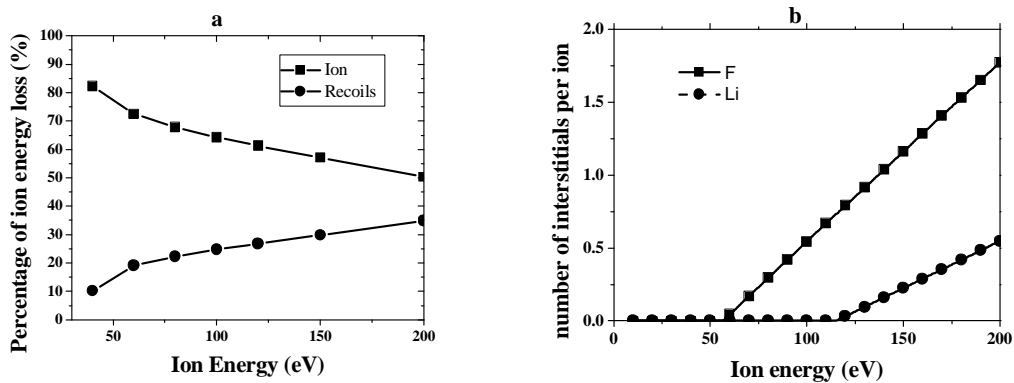 a
Percentage of ion energy loss (%)
100
90
80
70
60
50
40
30
20
10
0
Ion
Recoils
50
100
150
200
Ion Energy (eV)
b
number of interstitials per ion
2.0
1.5
1.0
0.5
0.0
F
Li
0
50
100
150
200
Ion energy (eV)